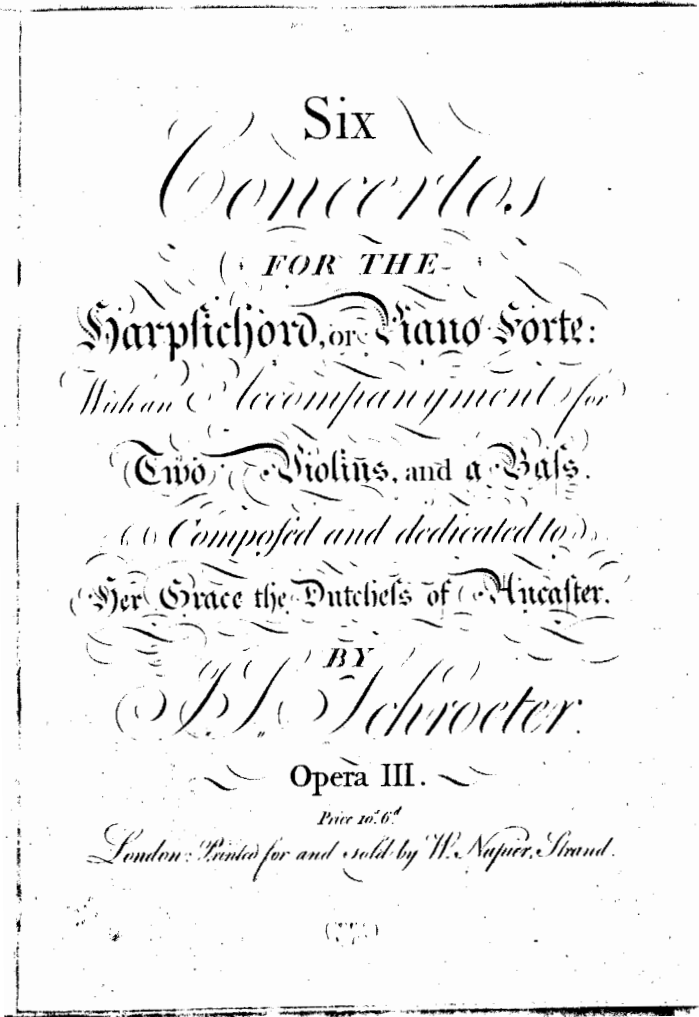 Six
Concertos
FOR THE
Harpsichord, or Piano Forte:
With an Accompanyment for
Two Violins, and a Baſs.
Compoſed and dedicated to
Her Grace the Dutcheſs of Ancaſter.
BY
J. S. Schroeter.
Opera III.
Price 10.s 6.d
London: Printed for and sold by W. Napier, Strand.